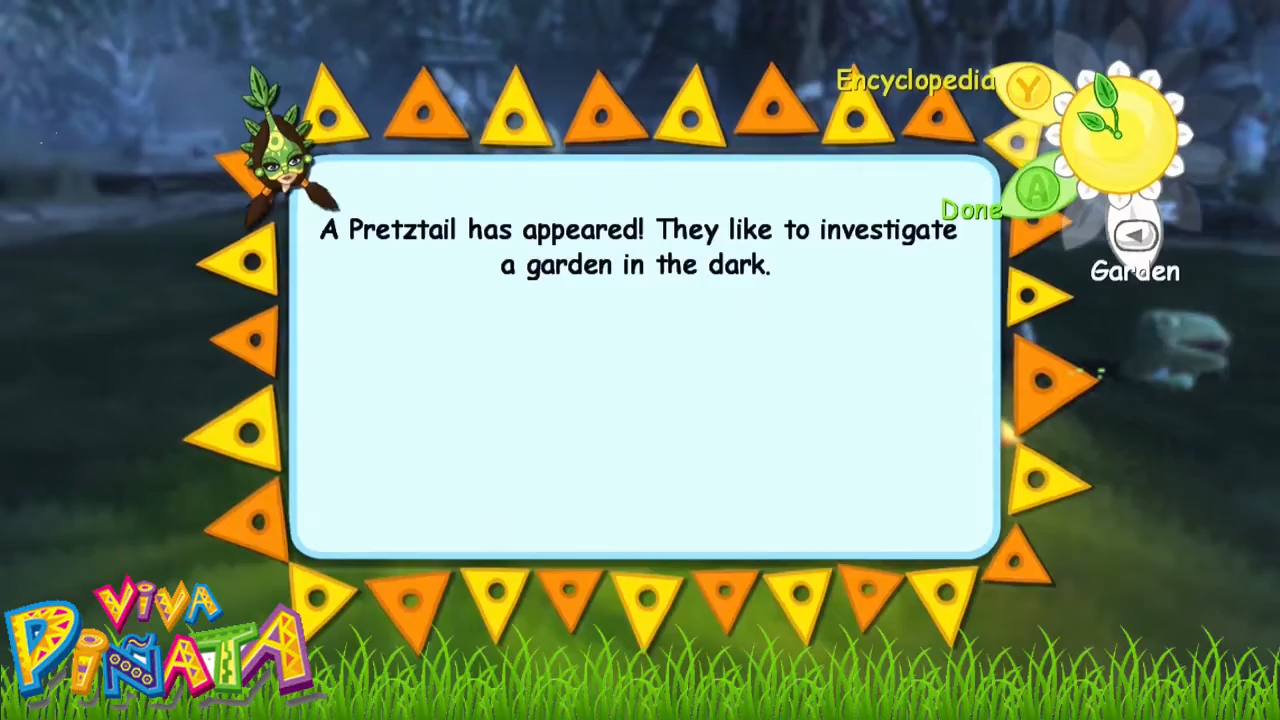 Encyclopedia Y
A Pretztail has appeared! They like to investigate
a garden in the dark.
Done A
Garden
VIVA
PIÑATA